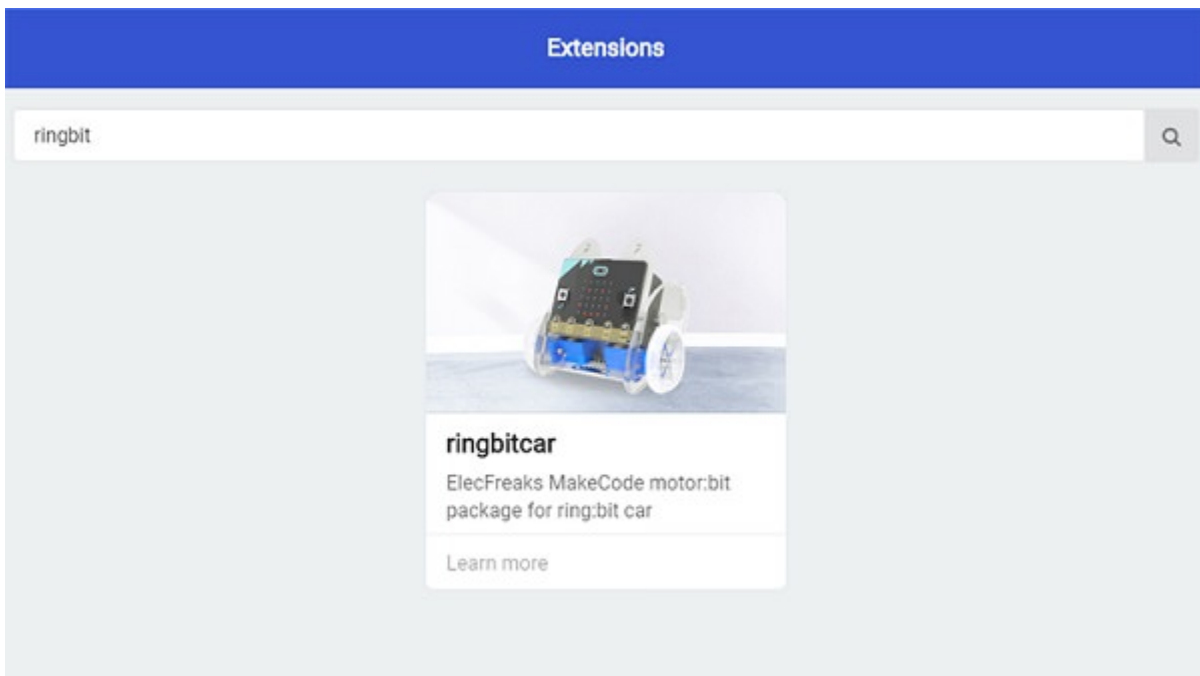 Extensions
ringbit
ringbitcar
ElecFreaks MakeCode motor:bit
package for ring:bit car
Learn more